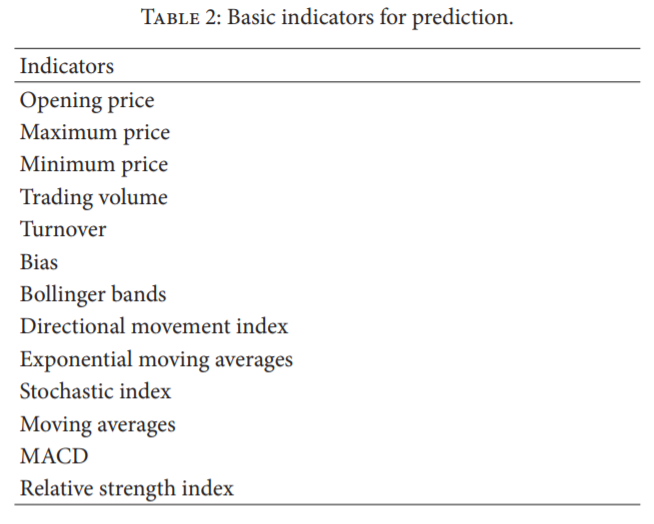 TABLE 2: Basic indicators for prediction.
Indicators
Opening price
Maximum price
Minimum price
Trading volume
Turnover
Bias
Bollinger bands
Directional movement index
Exponential moving averages
Stochastic index
Moving averages
MACD
Relative strength index